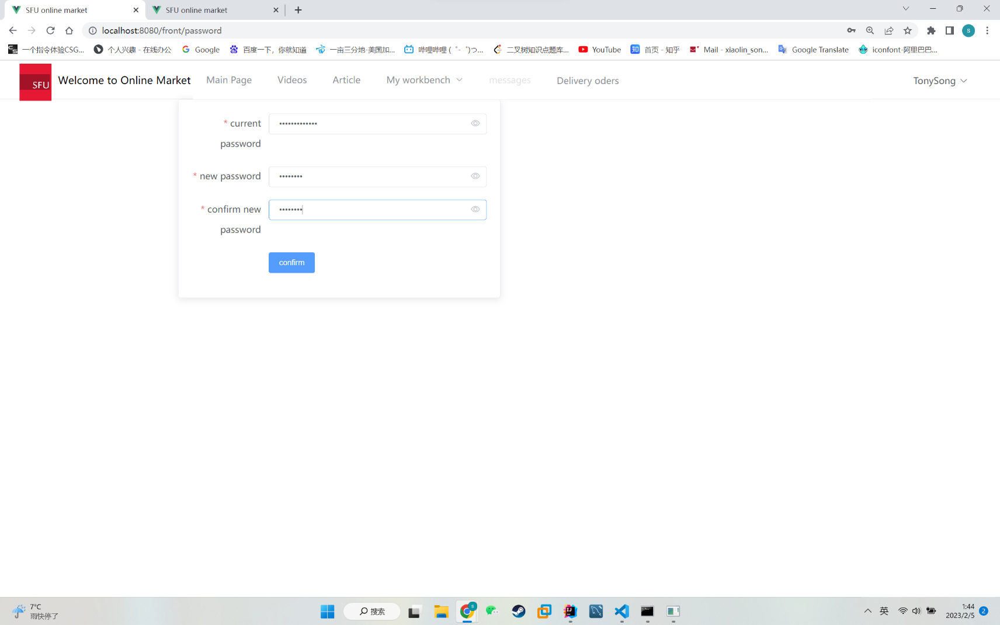 SFU online market
SFU online market
localhost:8080/front/password
一个指令体验CSG...
个人兴趣 - 在线办公
Google
百度一下，你就知道
一亩三分地-美国加...
哔哩哔哩 (゜-゜)つ...
二叉树知识点题库...
YouTube
首页 - 知乎
Mail - xiaolin_son...
Google Translate
iconfont-阿里巴巴...
SFU
Welcome to Online Market
Main Page
Videos
Article
My workbench
messages
Delivery oders
TonySong
* current
password
* new password
* confirm new
password
confirm
7°C
雨快停了
搜索
英
1:44
2023/2/5
2